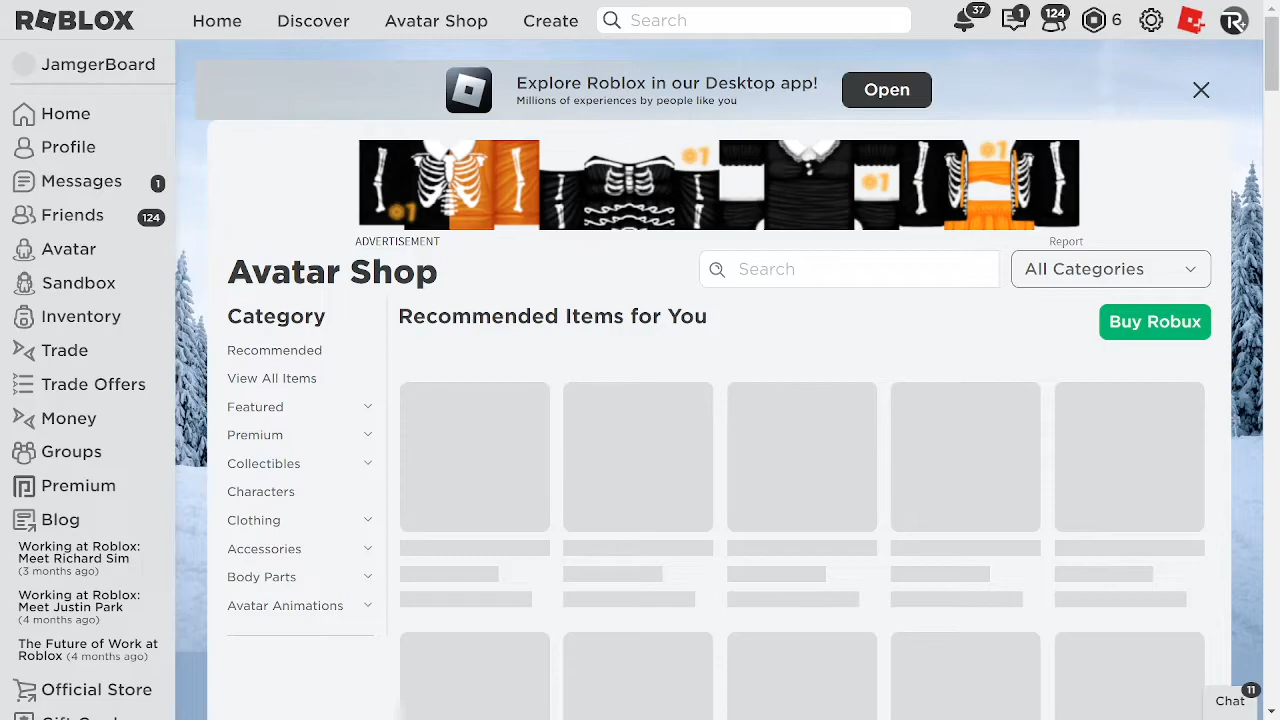 ROBLOX
Home
Discover
Avatar Shop
Create
Search
37
1
124
6
JamgerBoard
Home
Profile
Messages
1
Friends
124
Avatar
Sandbox
Inventory
Trade
Trade Offers
Money
Groups
Premium
Blog
Working at Roblox:
Meet Richard Sim
(3 months ago)
Working at Roblox:
Meet Justin Park
(4 months ago)
The Future of Work at
Roblox (4 months ago)
Official Store
Explore Roblox in our Desktop app!
Millions of experiences by people like you
Open
#1
#1
#1
#1
ADVERTISEMENT
Report
Avatar Shop
Search
All Categories
Category
Recommended
View All Items
Featured
Premium
Collectibles
Characters
Clothing
Accessories
Body Parts
Avatar Animations
Recommended Items for You
Buy Robux
Chat
11